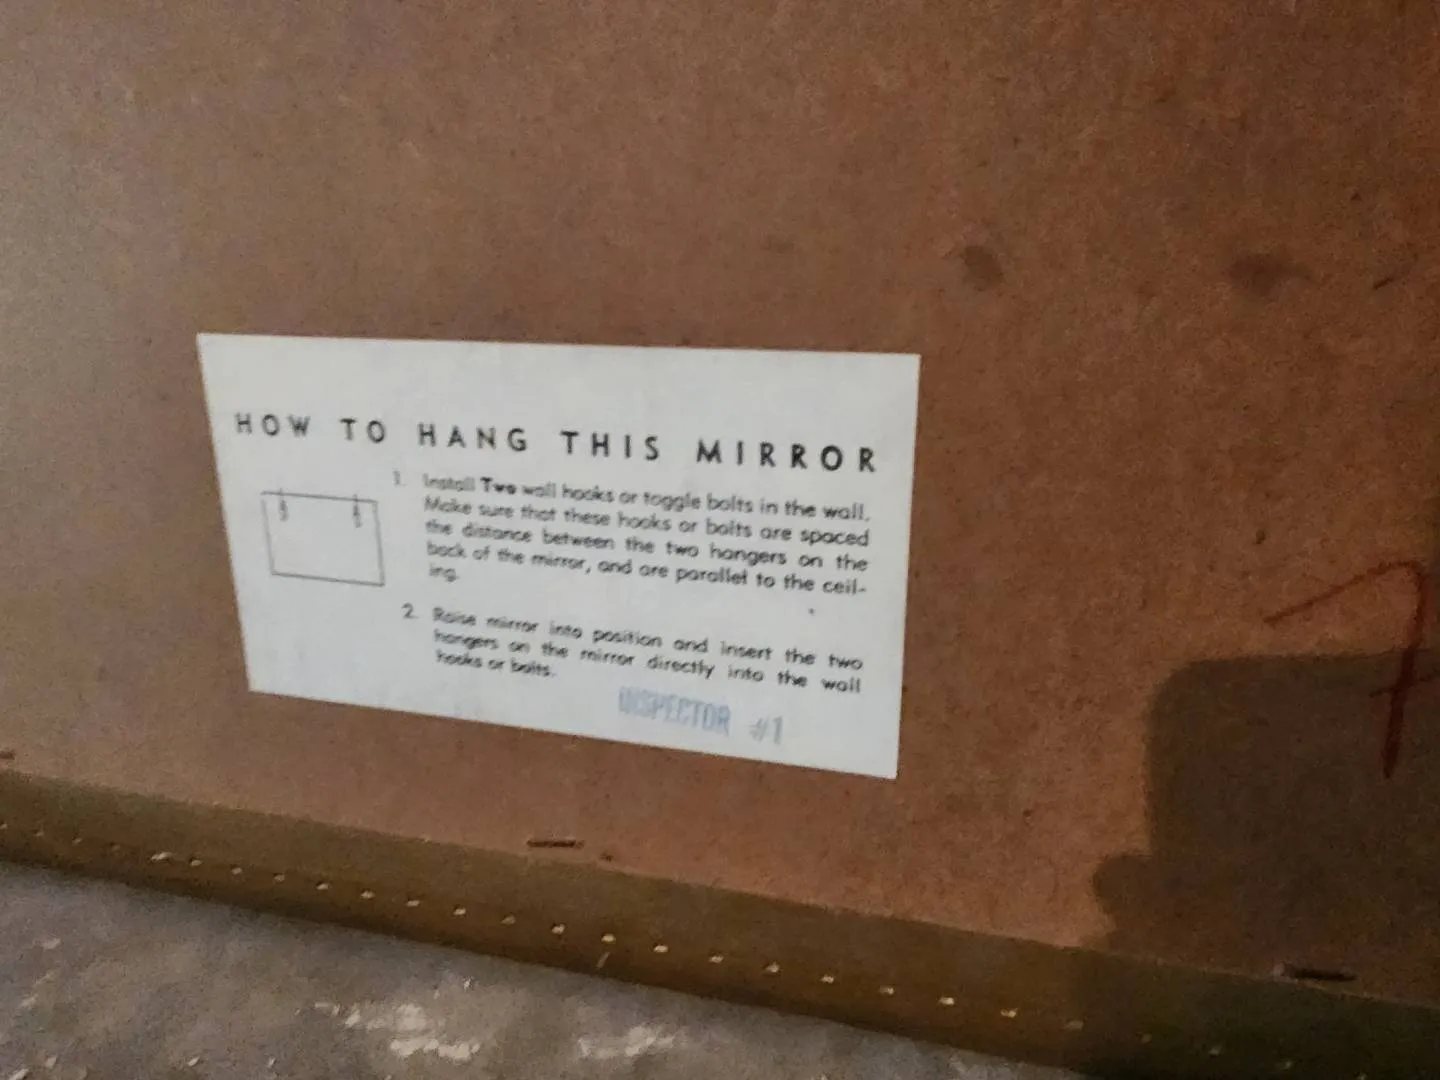 HOW TO HANG THIS MIRROR
1. Install Two wall hooks or toggle bolts in the wall.
Make sure that these hooks or bolts are spaced
the distance between the two hangers on the
back of the mirror, and are parallel to the ceil-
ing.
2. Raise mirror into position and insert the two
hangers on the mirror directly into the wall
hooks or bolts.
INSPECTOR #1